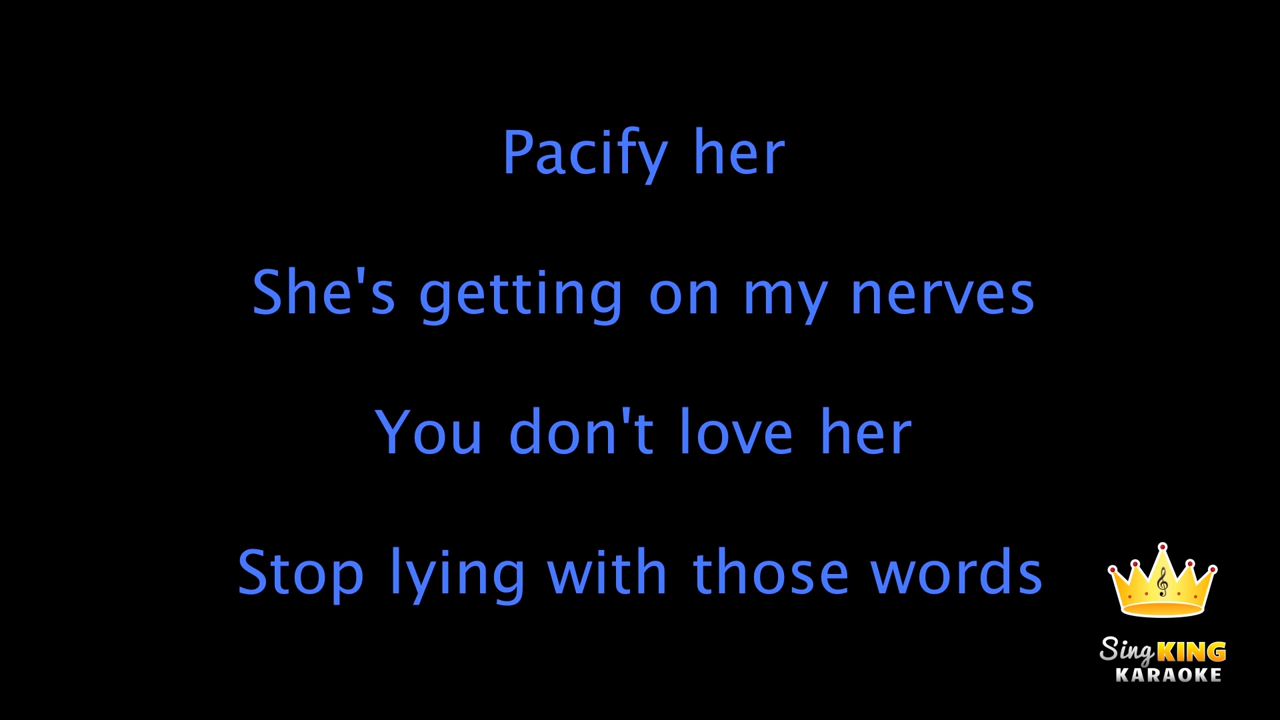 Pacify her
She's getting on my nerves
You don't love her
Stop lying with those words
Sing KING
KARAOKE